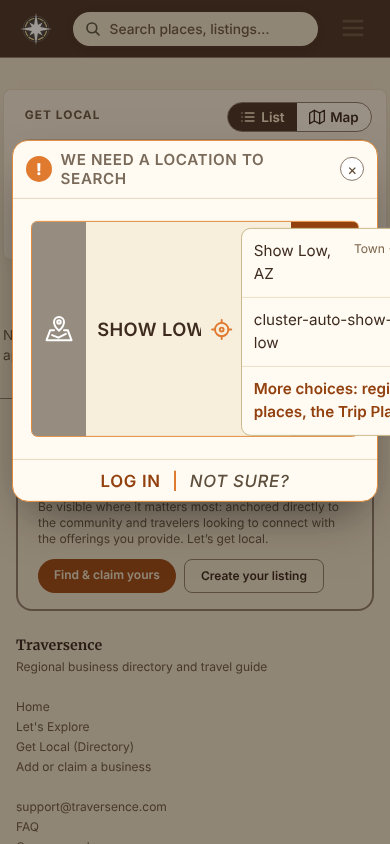 Search places, listings...
GET LOCAL
List
Map
!
WE NEED A LOCATION TO
SEARCH
×
SHOW LOW
Show Low,
AZ
Town
cluster-auto-show-
low
More choices: regi
places, the Trip Pla
N
a
LOG IN
NOT SURE?
Be visible where it matters most: anchored directly to
the community and travelers looking to connect with
the offerings you provide. Let's get local.
Find & claim yours
Create your listing
Traversence
Regional business directory and travel guide
Home
Let's Explore
Get Local (Directory)
Add or claim a business
support@traversence.com
FAQ